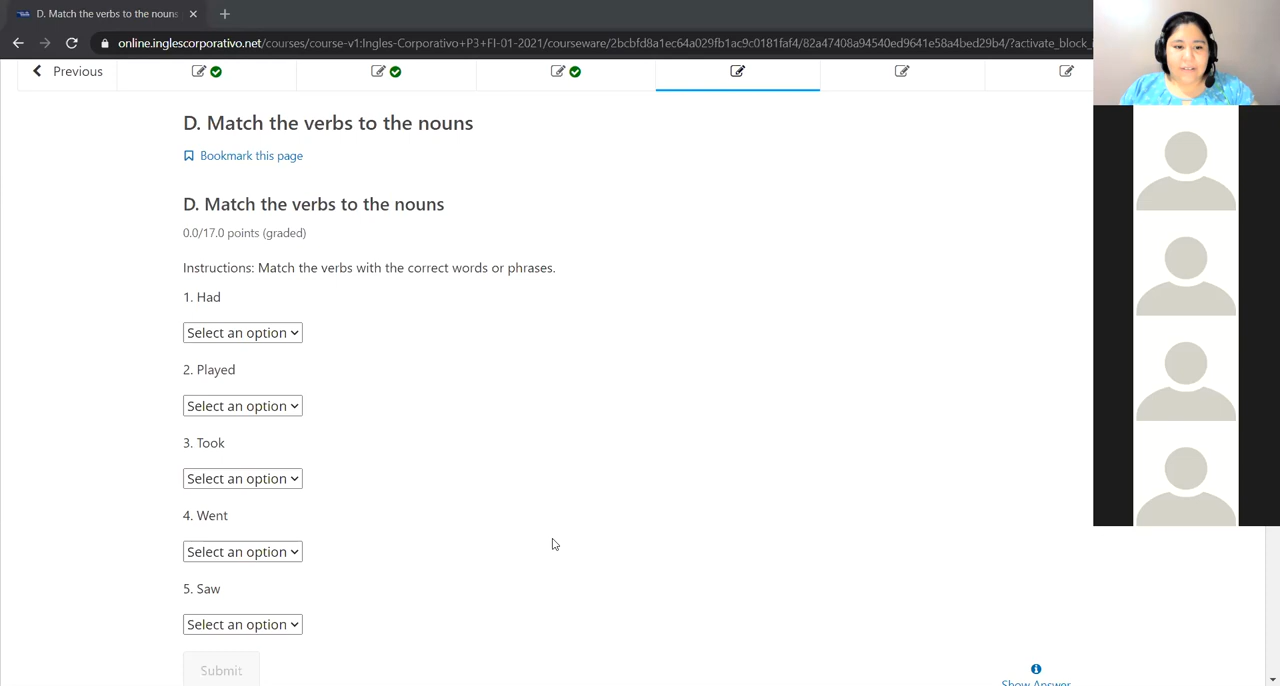 D. Match the verbs to the nouns
online.inglescorporativo.net/courses/course-v1:Ingles-Corporativo+P3+FI-01-2021/courseware/2bcbfd8a1ec64a029fb1ac9c0181faf4/82a47408a94540ed9641e58a4bed29b4/?activate_block_i
Previous
D. Match the verbs to the nouns
Bookmark this page
D. Match the verbs to the nouns
0.0/17.0 points (graded)
Instructions: Match the verbs with the correct words or phrases.
1. Had
Select an option
2. Played
Select an option
3. Took
Select an option
4. Went
Select an option
5. Saw
Select an option
Submit
Show Answer